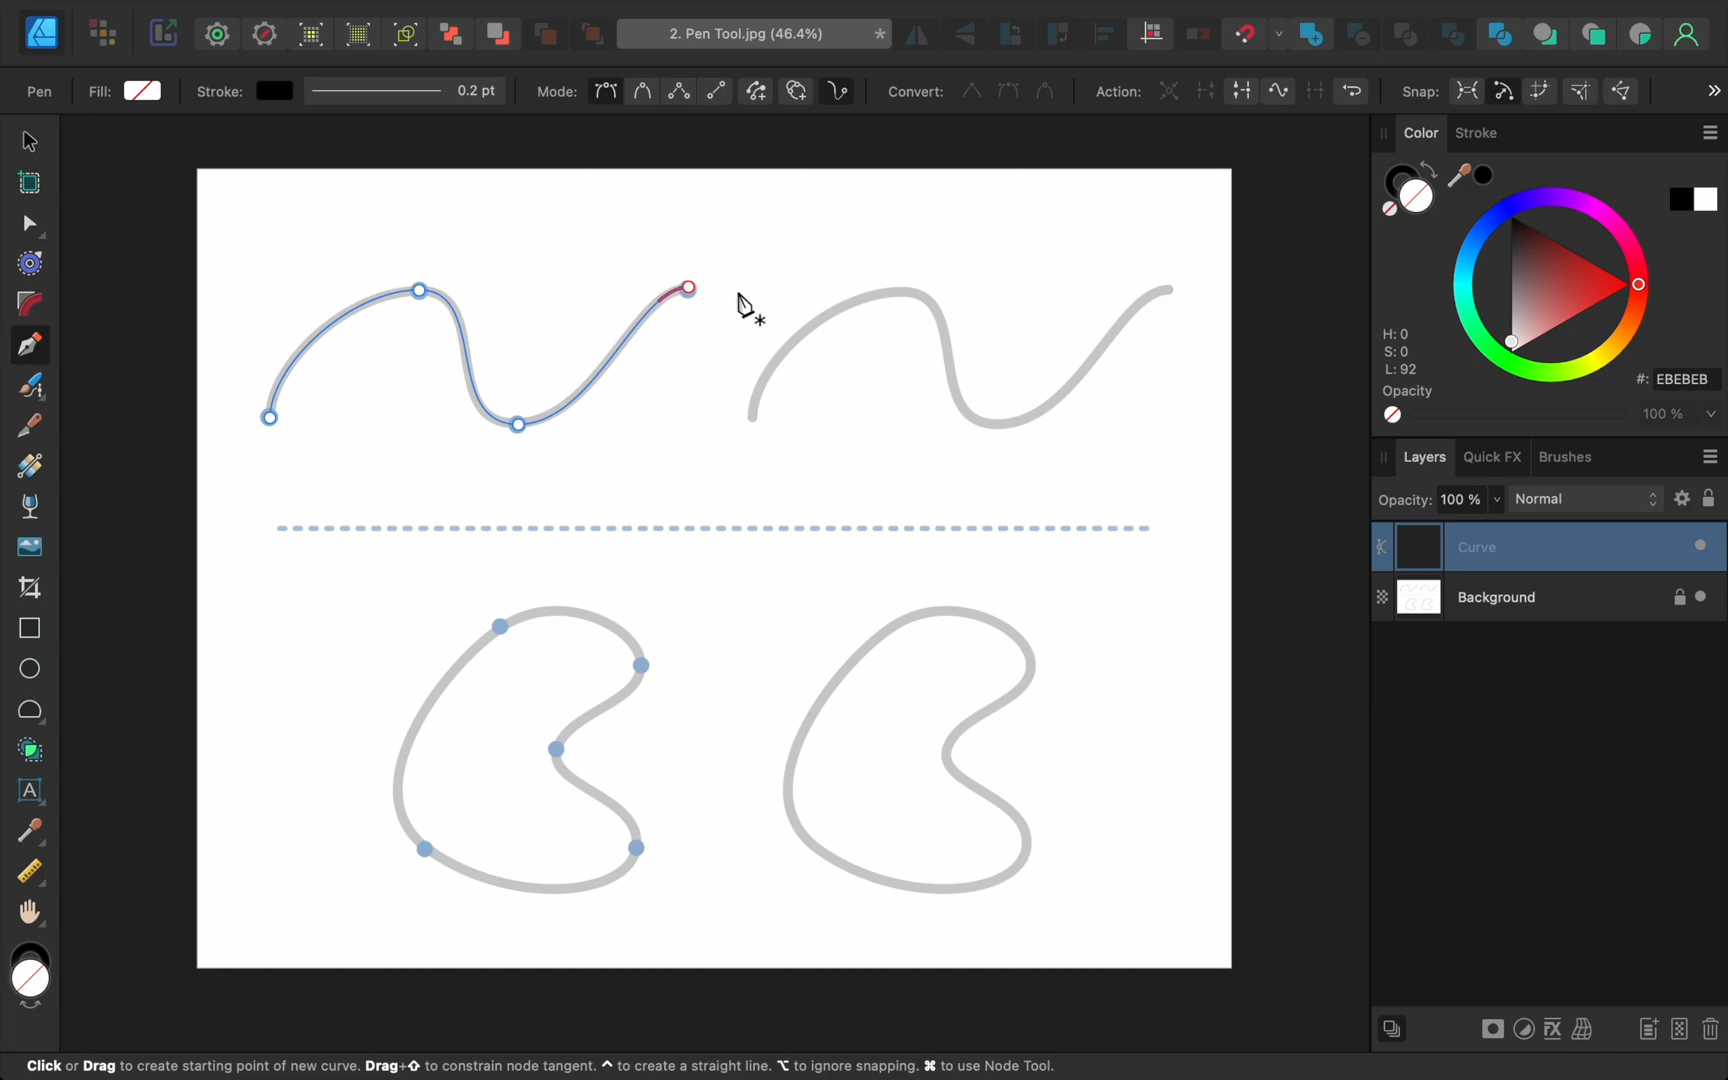 2. Pen Tool.jpg (46.4%)
*
Pen Fill: Stroke: 0.2 pt Mode: Convert: Action: Snap: »
Color Stroke
H: 0
S: 0
L: 92
#: EBEBEB
Opacity
100 %
Layers Quick FX Brushes
Opacity: 100 % Normal
Curve
Background
A
FX
Click or Drag to create starting point of new curve. Drag+⇧ to constrain node tangent. ^ to create a straight line. ⌥ to ignore snapping. ⌘ to use Node Tool.